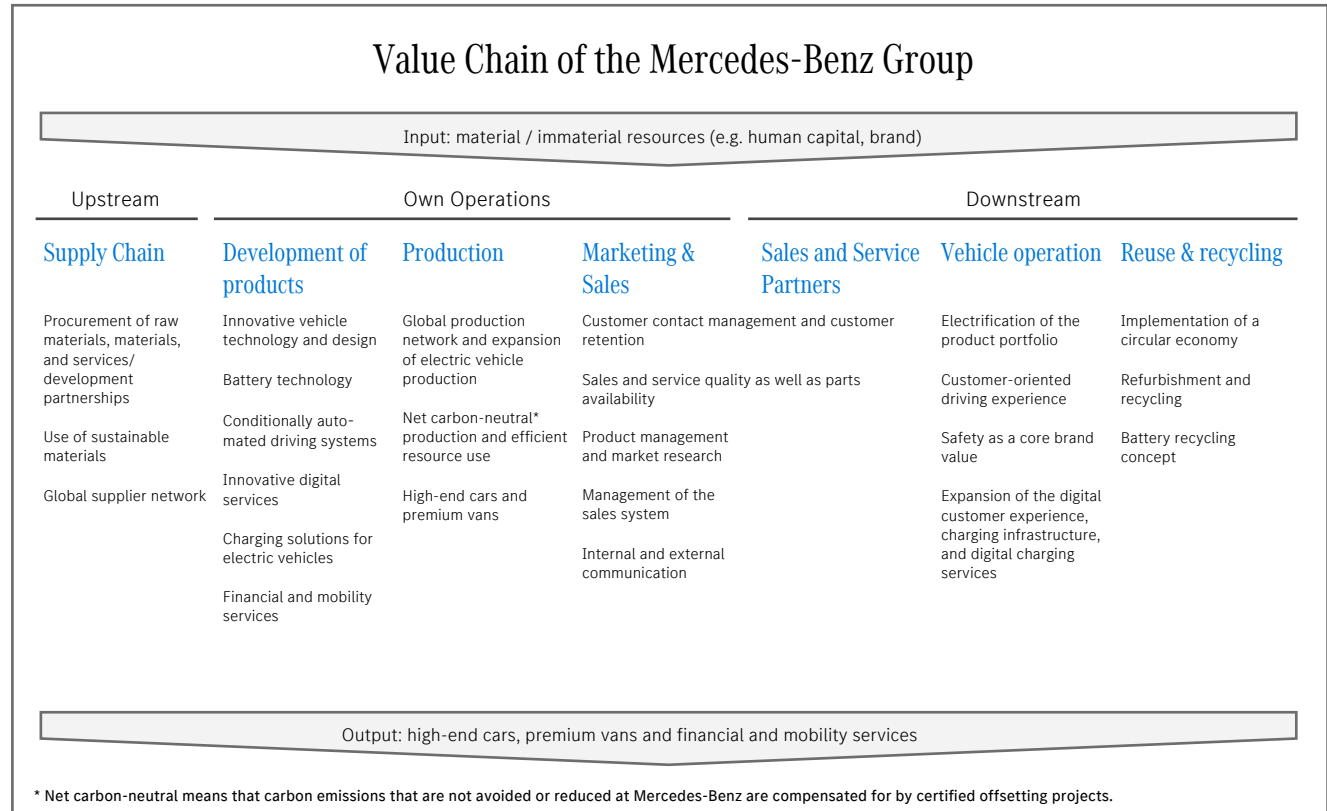 Value Chain of the Mercedes-Benz Group
Input: material / immaterial resources (e.g. human capital, brand)
Upstream
Own Operations
Downstream
Supply Chain
Procurement of raw
materials, materials,
and services/
development
partnerships
Use of sustainable
materials
Global supplier network
Development of
products
Innovative vehicle
technology and design
Battery technology
Conditionally auto-
mated driving systems
Innovative digital
services
Charging solutions for
electric vehicles
Financial and mobility
services
Production
Global production
network and expansion
of electric vehicle
production
Net carbon-neutral*
production and efficient
resource use
High-end cars and
premium vans
Marketing &
Sales
Sales and Service
Partners
Customer contact management and customer
retention
Sales and service quality as well as parts
availability
Product management
and market research
Management of the
sales system
Internal and external
communication
Vehicle operation
Electrification of the
product portfolio
Customer-oriented
driving experience
Safety as a core brand
value
Expansion of the digital
customer experience,
charging infrastructure,
and digital charging
services
Reuse & recycling
Implementation of a
circular economy
Refurbishment and
recycling
Battery recycling
concept
Output: high-end cars, premium vans and financial and mobility services
* Net carbon-neutral means that carbon emissions that are not avoided or reduced at Mercedes-Benz are compensated for by certified offsetting projects.